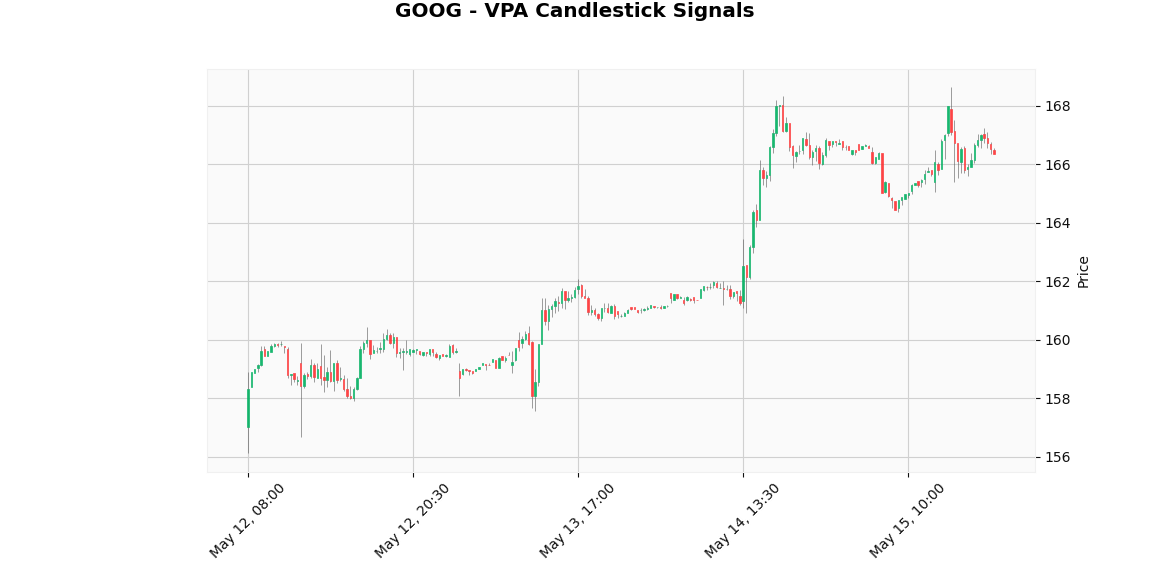 GOOG - VPA Candlestick Signals
168
166
164
162
160
158
156
Price
May 12, 08:00
May 12, 20:30
May 13, 17:00
May 14, 13:30
May 15, 10:00